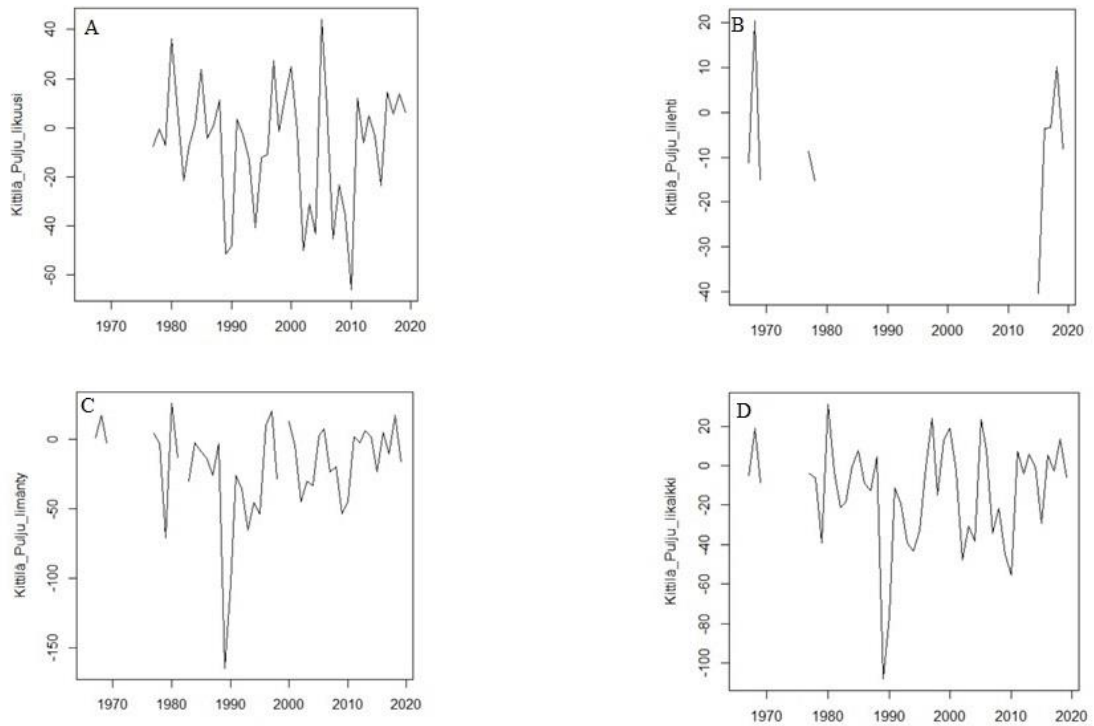 A
Kittilä_Pulju_Iikuusi
40
20
0
-20
-40
-60
1970 1980 1990 2000 2010 2020
B
Kittilä_Pulju_Iilehti
20
10
0
-10
-20
-30
-40
1970 1980 1990 2000 2010 2020
C
Kittilä_Pulju_Iimänty
0
-50
-100
-150
1970 1980 1990 2000 2010 2020
D
Kittilä_Pulju_Iikaikki
20
0
-20
-40
-60
-80
-100
1970 1980 1990 2000 2010 2020